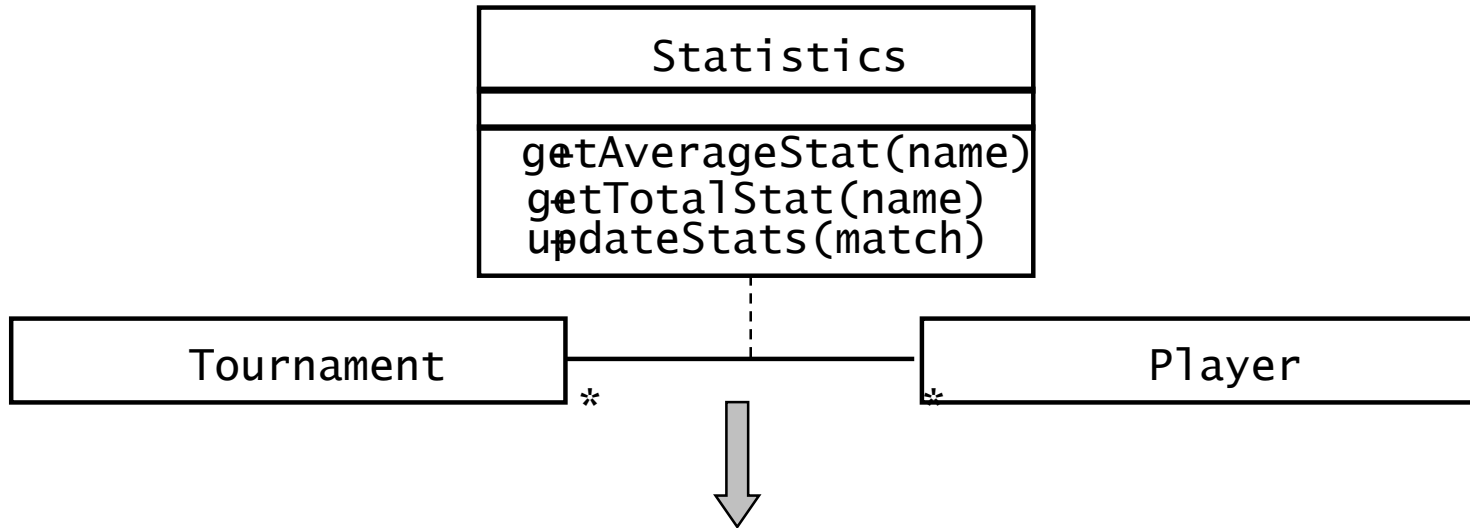 Statistics
+ getAverageStat(name)
+ getTotalStat(name)
+ updateStats(match)
Tournament
Player
* *